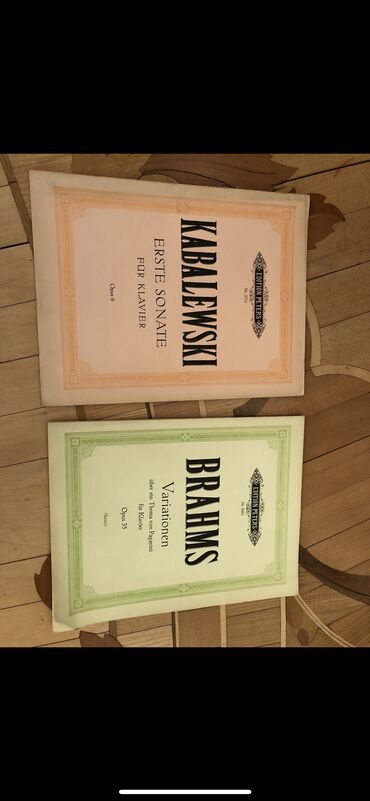 EDITION PETERS
KABALEWSKI
ERSTE SONATE
FÜR KLAVIER
Opus 6
EDITION PETERS
BRAHMS
Variationen
über ein Thema von Paganini
für Klavier
Opus 35